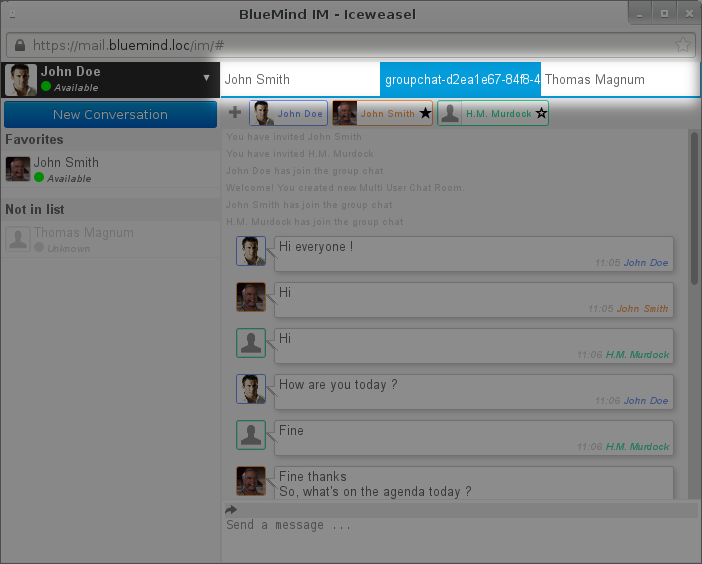 BlueMind IM - Iceweasel
https://mail.bluemind.loc/im/#
John Doe
Available
John Smith
groupchat-d2ea1e67-84f8-4
Thomas Magnum
New Conversation
John Doe
John Smith
H.M. Murdock
Favorites
John Smith
Available
Not in list
Thomas Magnum
Unknown
You have invited John Smith
You have invited H.M. Murdock
John Doe has join the group chat
Welcome! You created new Multi User Chat Room.
John Smith has join the group chat
H.M. Murdock has join the group chat
Hi everyone !
11:05 John Doe
Hi
11:05 John Smith
Hi
11:06 H.M. Murdock
How are you today ?
11:06 John Doe
Fine
11:06 H.M. Murdock
Fine thanks
So, what's on the agenda today ?
Send a message ...